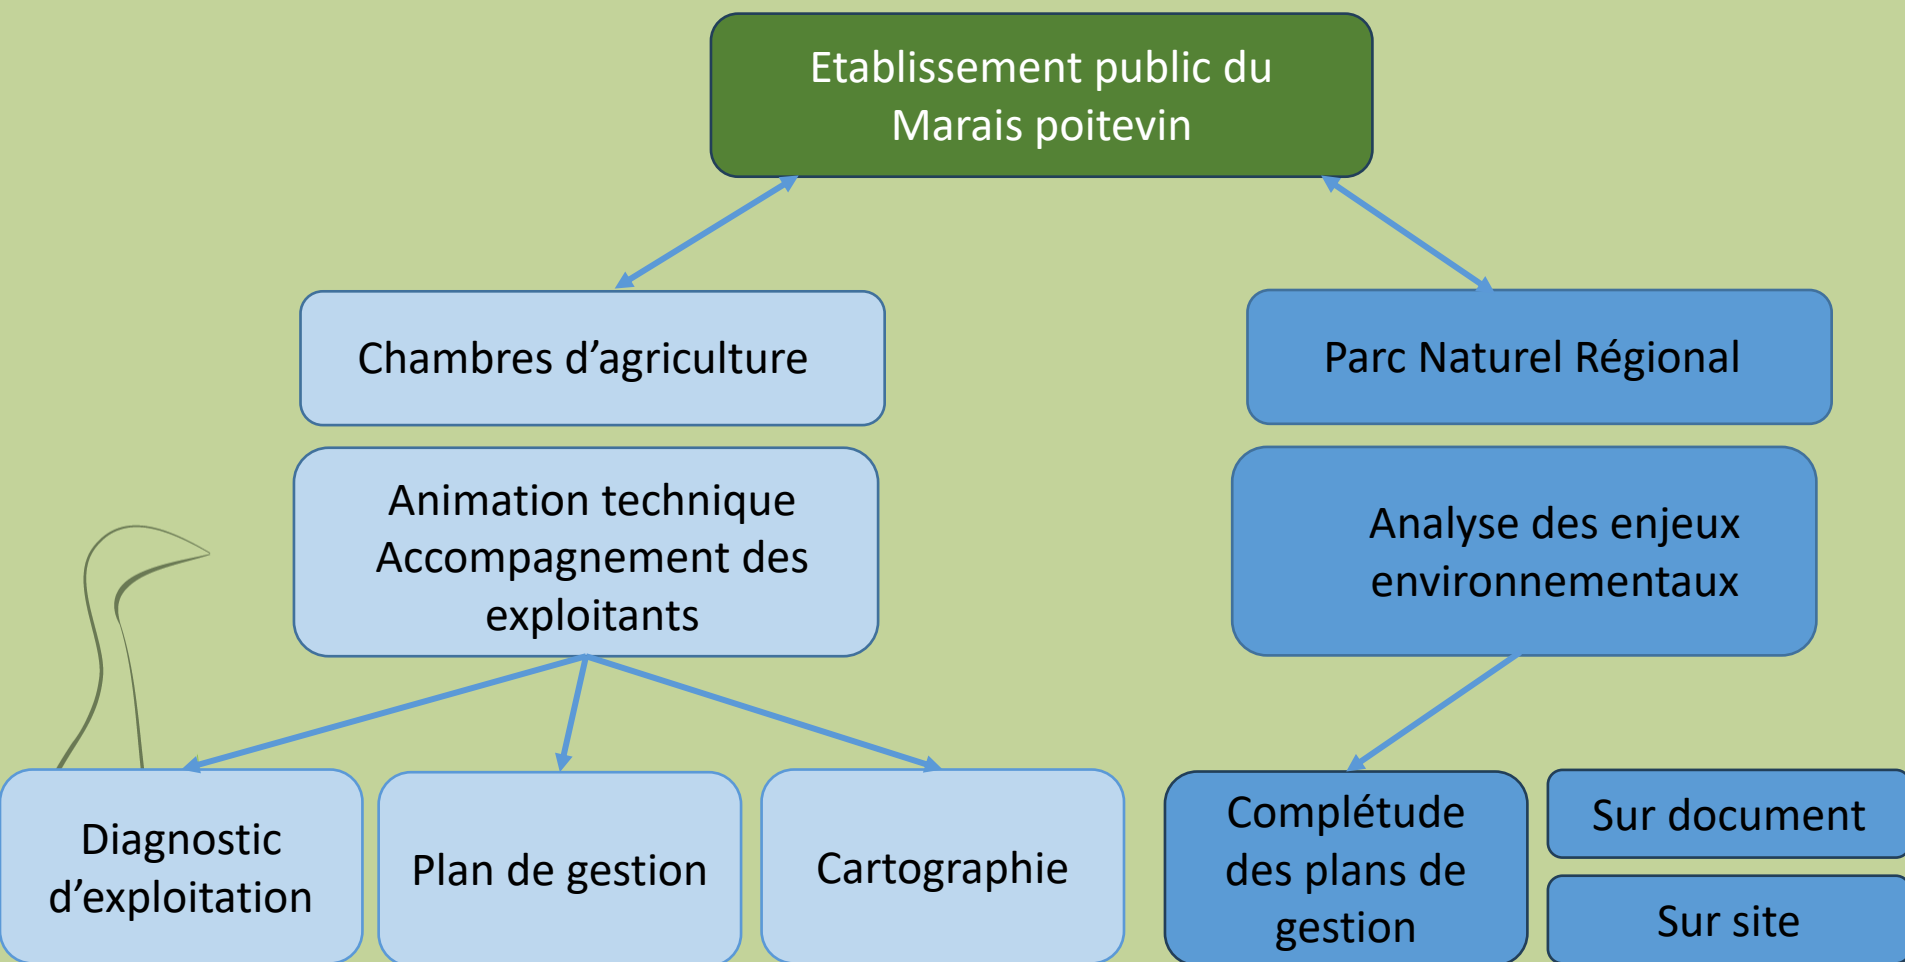 Etablissement public du
Marais poitevin
Chambres d’agriculture
Parc Naturel Régional
Animation technique
Accompagnement des
exploitants
Analyse des enjeux
environnementaux
Diagnostic
d’exploitation
Plan de gestion
Cartographie
Complétude
des plans de
gestion
Sur document
Sur site